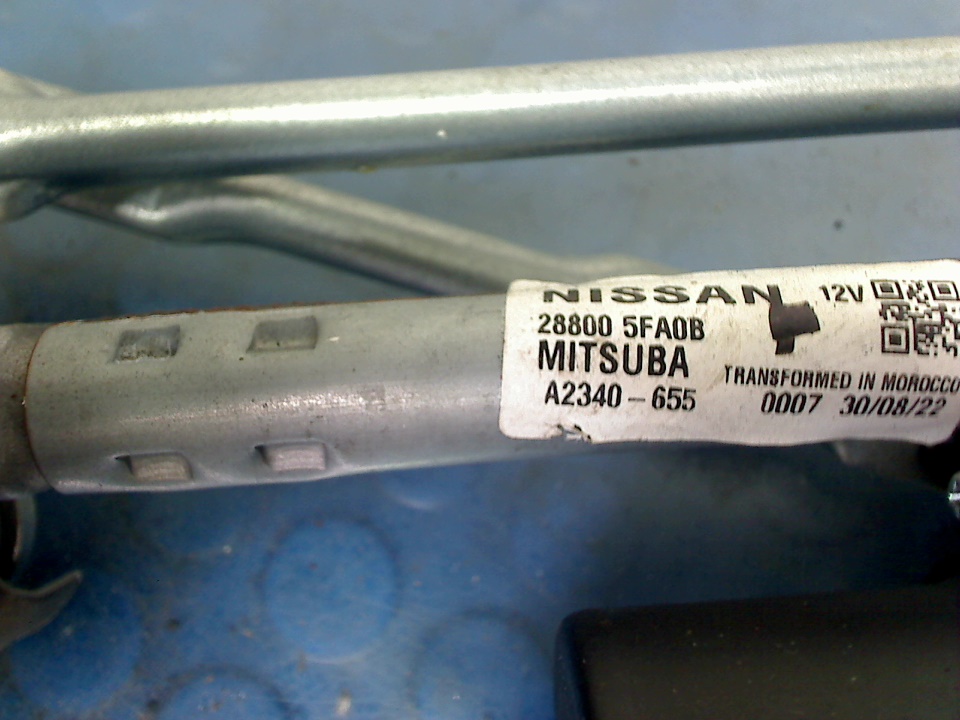 NISSAN 12V
28800 5FA0B
MITSUBA
TRANSFORMED IN MOROCCO
A2340-655 0007 30/08/22